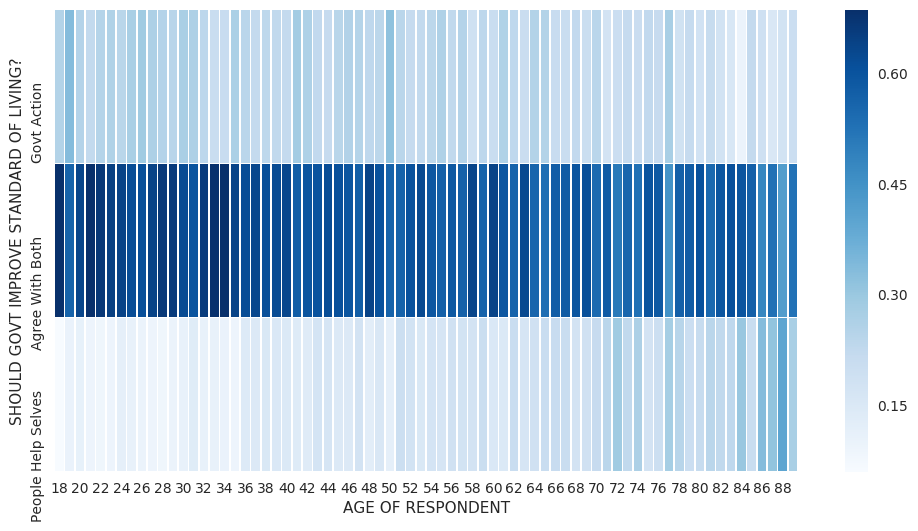 SHOULD GOVT IMPROVE STANDARD OF LIVING?
Govt Action
Agree With Both
People Help Selves
0.60
0.45
0.30
0.15
18 20 22 24 26 28 30 32 34 36 38 40 42 44 46 48 50 52 54 56 58 60 62 64 66 68 70 72 74 76 78 80 82 84 86 88
AGE OF RESPONDENT